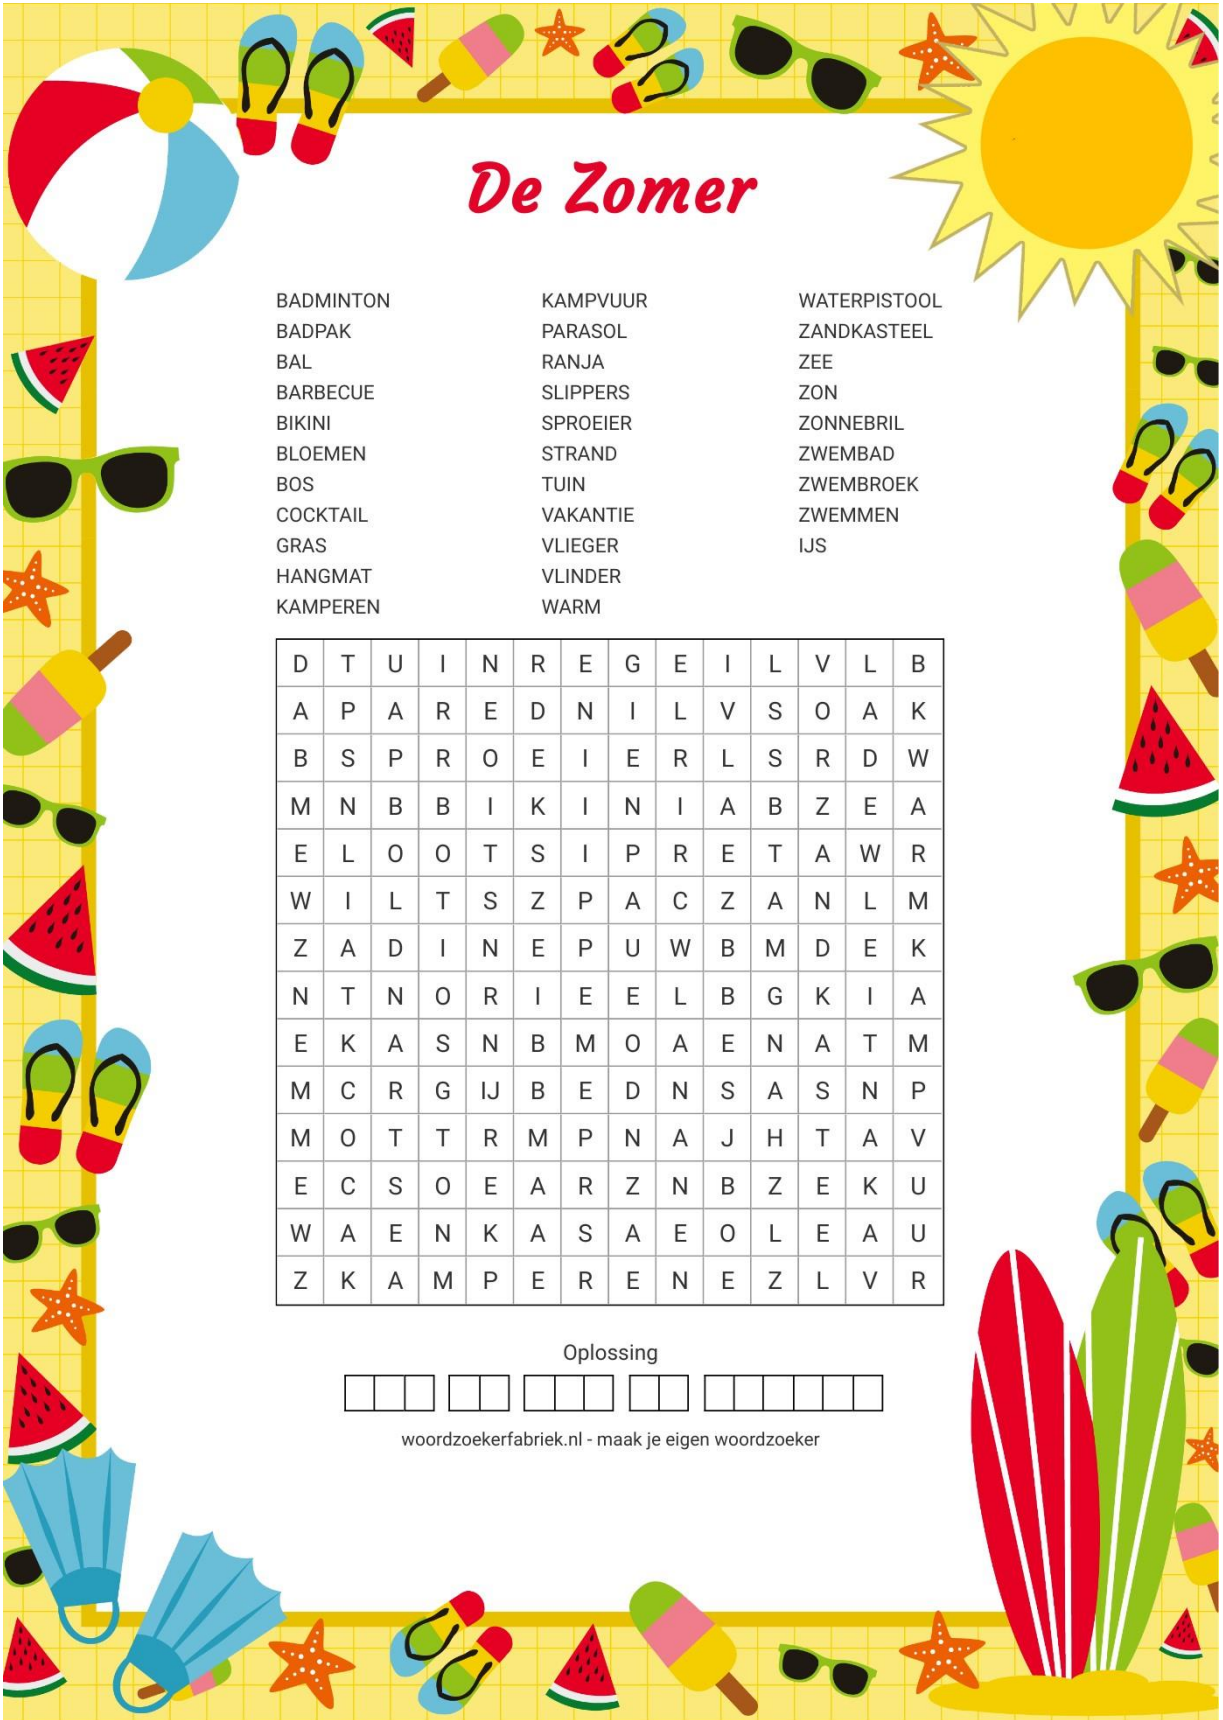 De Zomer
BADMINTON KAMPVUUR WATERPISTOOL
BADPAK PARASOL ZANDKASTEEL
BAL RANJA ZEE
BARBECUE SLIPPERS ZON
BIKINI SPROEIER ZONNEBRIL
BLOEMEN STRAND ZWEMBAD
BOS TUIN ZWEMBROEK
COCKTAIL VAKANTIE ZWEMMEN
GRAS VLIEGER IJS
HANGMAT VLINDER
KAMPEREN WARM
D T U I N R E G E I L V L B
A P A R E D N I L V S O A K
B S P R O E I E R L S R D W
M N B B I K I N I A B Z E A
E L O O T S I P R E T A W R
W I L T S Z P A C Z A N L M
Z A D I N E P U W B M D E K
N T N O R I E E L B G K I A
E K A S N B M O A E N A T M
M C R G IJ B E D N S A S N P
M O T T R M P N A J H T A V
E C S O E A R Z N B Z E K U
W A E N K A S A E O L E A U
Z K A M P E R E N E Z L V R
Oplossing
woordzoekerfabriek.nl - maak je eigen woordzoeker